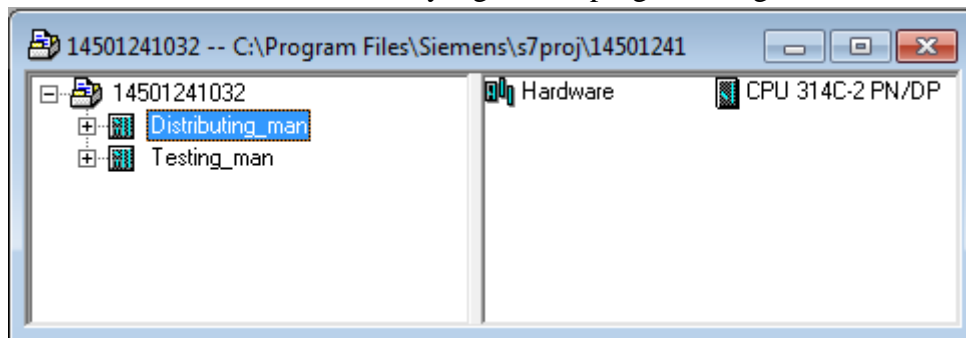 14501241032 -- C:\Program Files\Siemens\s7proj\14501241
14501241032
Distributing_man
Testing_man
Hardware
CPU 314C-2 PN/DP